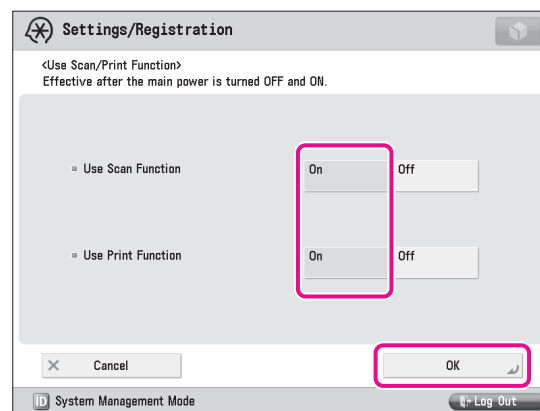 Settings/Registration
<Use Scan/Print Function>
Effective after the main power is turned OFF and ON.
Use Scan Function On Off
Use Print Function On Off
Cancel OK
ID System Management Mode Log Out